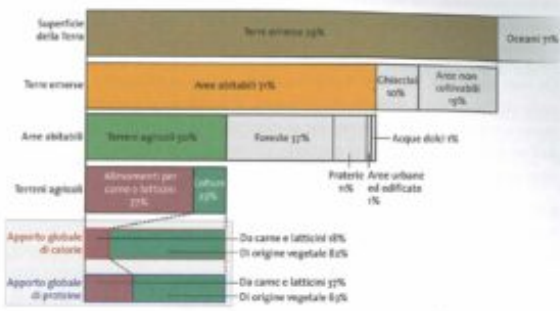 Superficie
della Terra
Terre emerse 29%
Oceani 71%
Terre emerse
Aree abitabili 71%
Ghiacciai
10%
Aree non
coltivabili
19%
Aree abitabili
Terreni agricoli 50%
Foreste 37%
Acque dolci 1%
Praterie
11%
Aree urbane
ed edificate
1%
Terreni agricoli
Allevamenti per
carne e latticini
77%
Colture
23%
Apporto globale
di calorie
Da carne e latticini 18%
Di origine vegetale 82%
Apporto globale
di proteine
Da carne e latticini 37%
Di origine vegetale 63%